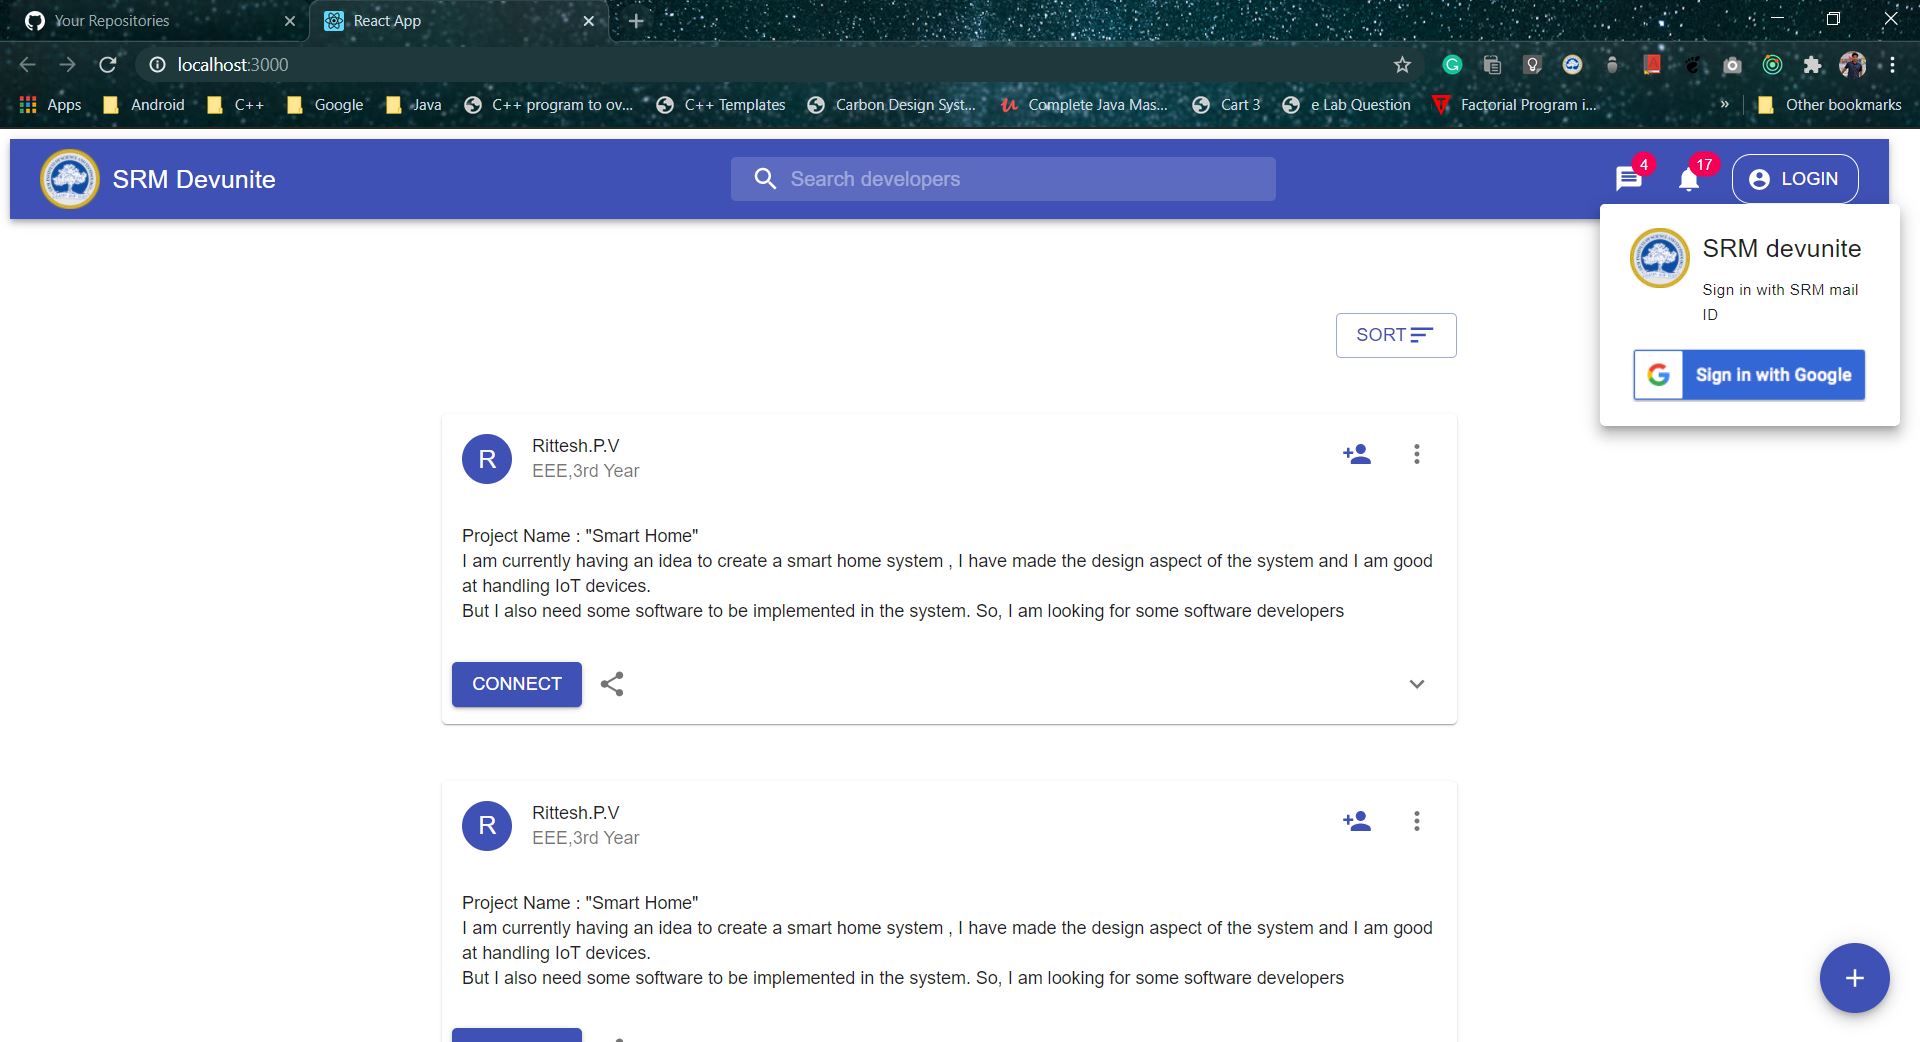 Your Repositories
React App
localhost:3000
Apps
Android
C++
Google
Java
C++ program to ov...
C++ Templates
Carbon Design Syst...
Complete Java Mas...
Cart 3
e Lab Question
Factorial Program i...
»
Other bookmarks
SRM Devunite
Search developers
4
17
LOGIN
SRM devunite
Sign in with SRM mail
ID
Sign in with Google
SORT
R
Rittesh.P.V
EEE,3rd Year
Project Name : "Smart Home"
I am currently having an idea to create a smart home system , I have made the design aspect of the system and I am good
at handling IoT devices.
But I also need some software to be implemented in the system. So, I am looking for some software developers
CONNECT
R
Rittesh.P.V
EEE,3rd Year
Project Name : "Smart Home"
I am currently having an idea to create a smart home system , I have made the design aspect of the system and I am good
at handling IoT devices.
But I also need some software to be implemented in the system. So, I am looking for some software developers
+